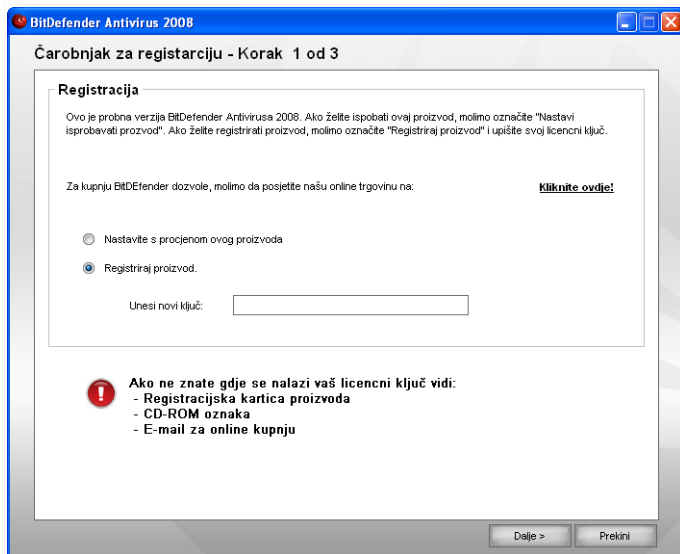 BitDefender Antivirus 2008
Čarobnjak za registarciju - Korak 1 od 3
Registracija
Ovo je probna verzija BitDefender Antivirusa 2008. Ako želite ispobati ovaj proizvod, molimo označite "Nastavi
isprobavati prozvod". Ako želite registrirati proizvod, molimo označite "Registriraj proizvod" i upišite svoj licencni ključ.
Za kupnju BitDEfender dozvole, molimo da posjetite našu online trgovinu na: Kliknite ovdje!
Nastavite s procjenom ovog proizvoda
Registriraj proizvod.
Unesi novi ključ:
Ako ne znate gdje se nalazi vaš licencni ključ vidi:
- Registracijska kartica proizvoda
- CD-ROM oznaka
- E-mail za online kupnju
Dalje > Prekini